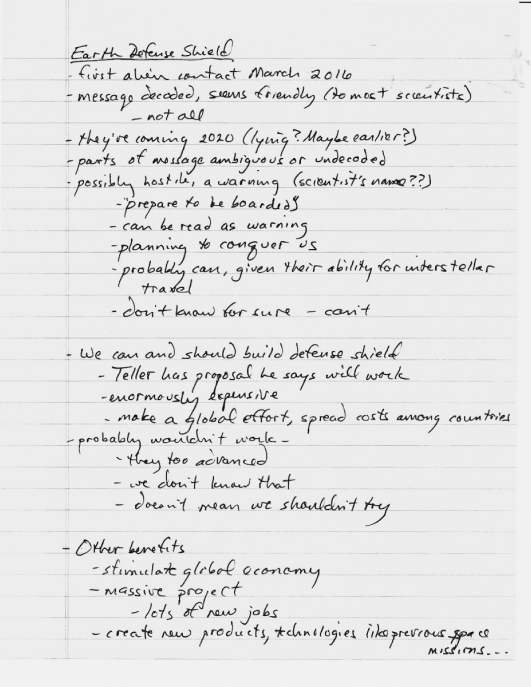 Earth Defense Shield
- first alien contact March 2016
- message decoded, seems friendly (to most scientists)
- not all
- they're coming 2020 (lying? Maybe earlier?)
- parts of message ambiguous or undecoded
- possibly hostile, a warning (scientist's name??)
- "prepare to be boarded"
- can be read as warning
- planning to conquer us
- probably can, given their ability for interstellar
travel
- don't know for sure - can't
- We can and should build defense shield
- Teller has proposal he says will work
- enormously expensive
- make a global effort, spread costs among countries
- probably wouldn't work -
- they too advanced
- we don't know that
- doesn't mean we shouldn't try
- Other benefits
- stimulate global economy
- massive project
- lots of new jobs
- create new products, technologies like previous space
missions...